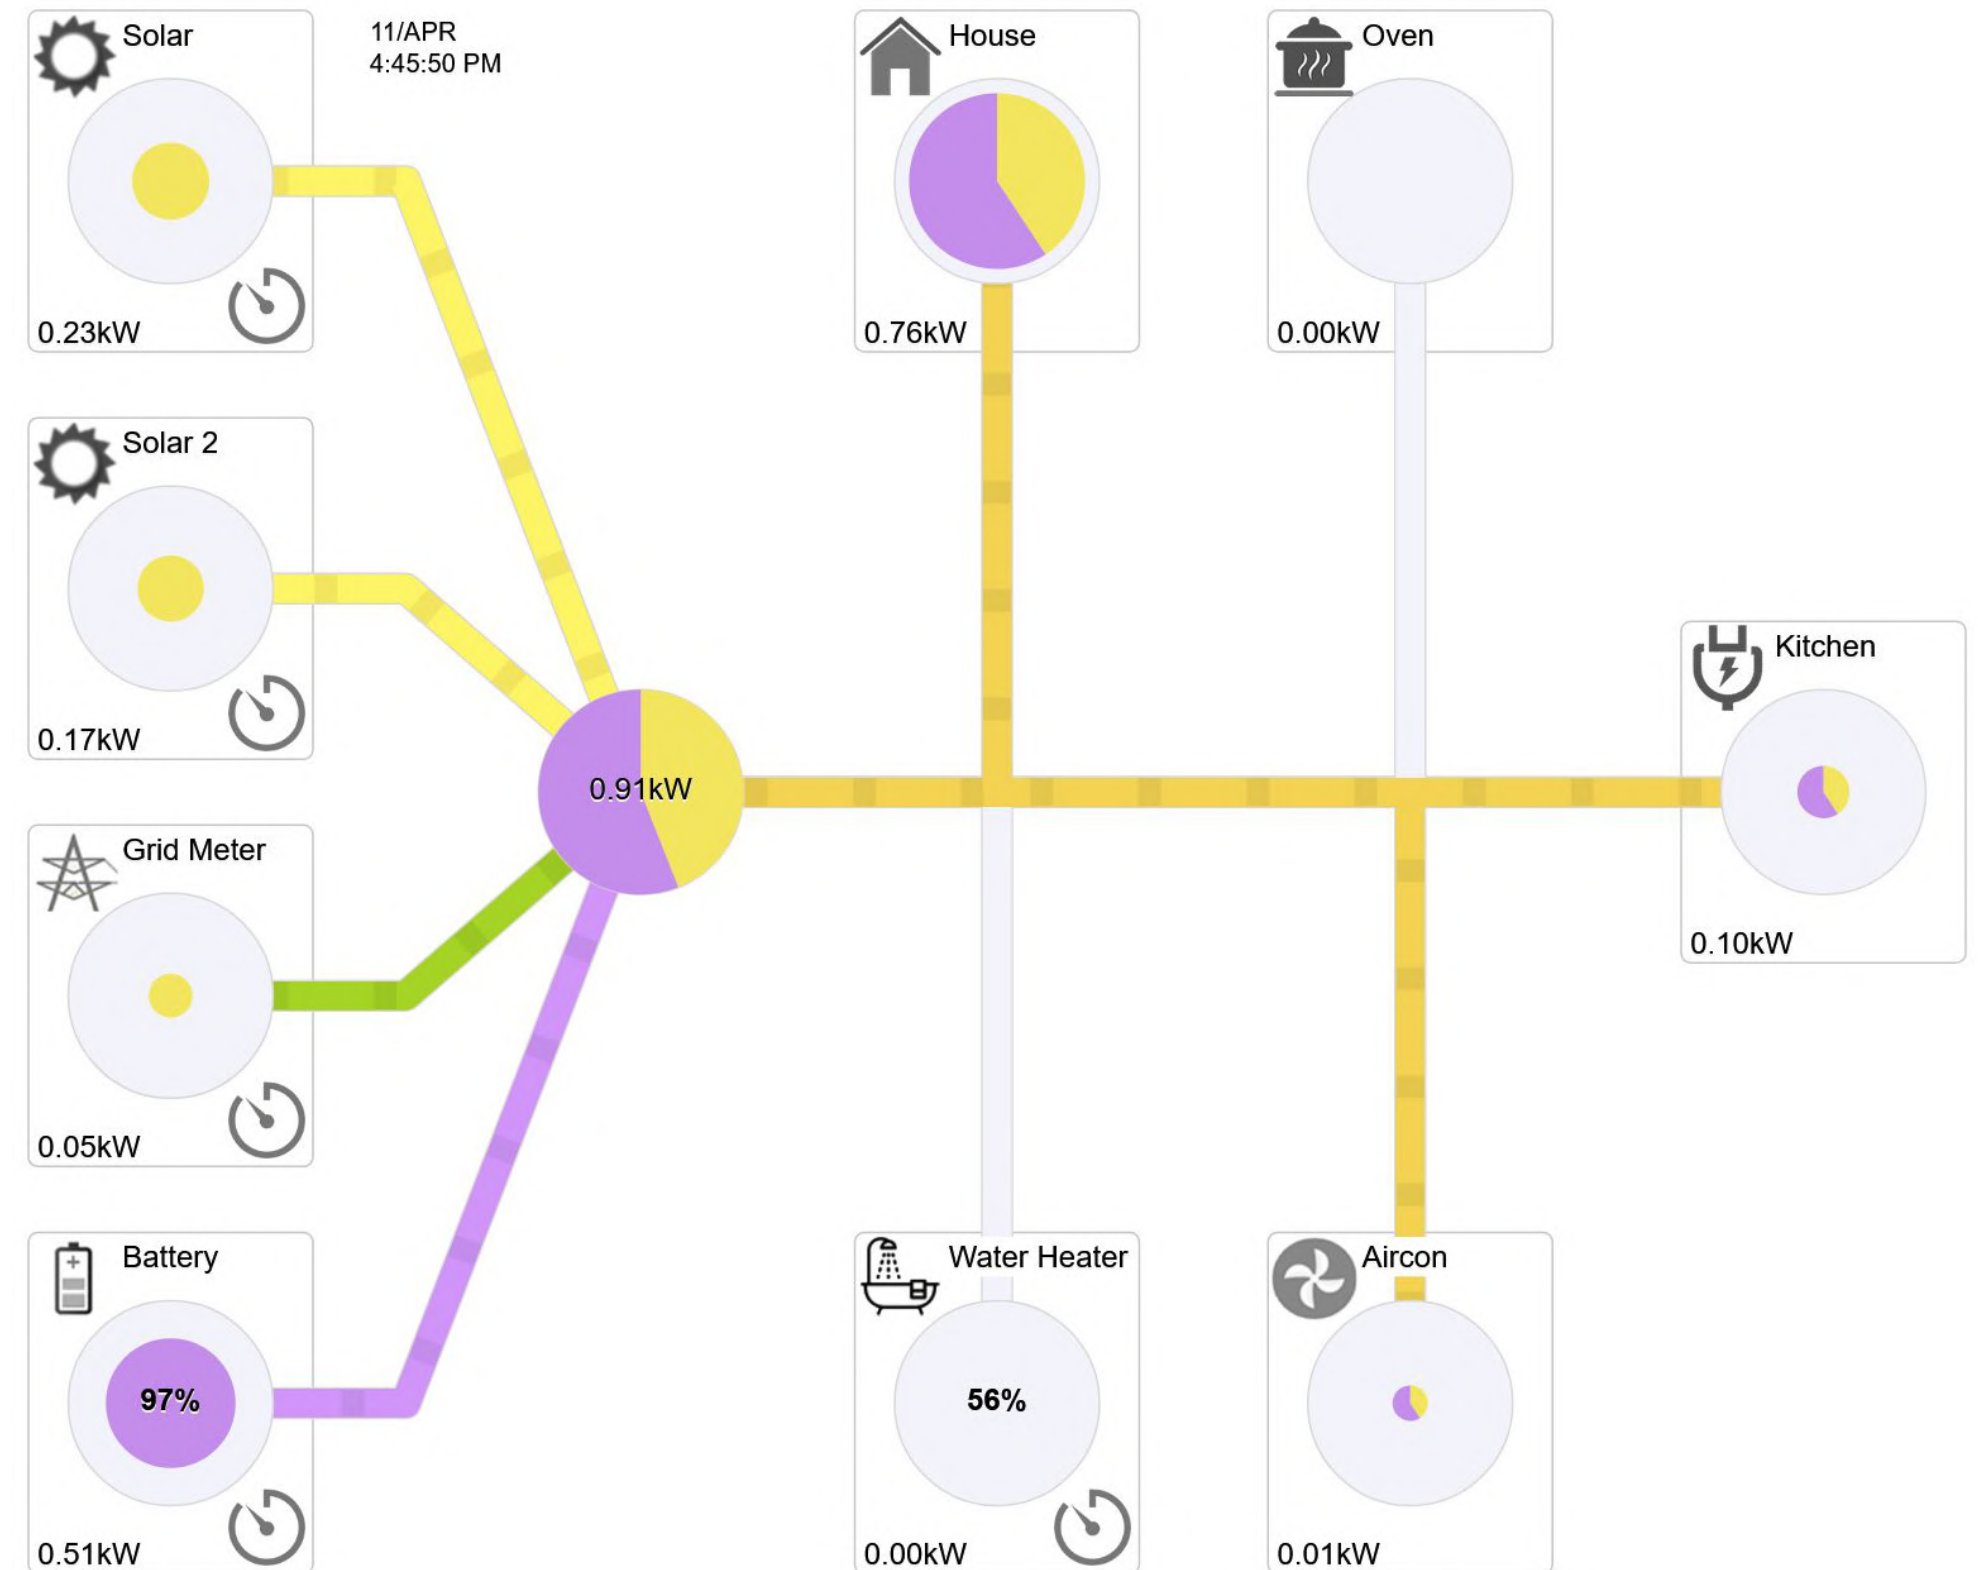 Solar
11/APR
4:45:50 PM
0.23kW
House
0.76kW
Oven
0.00kW
Solar 2
0.17kW
0.91kW
Kitchen
0.10kW
Grid Meter
0.05kW
Battery
97%
0.51kW
Water Heater
56%
0.00kW
Aircon
0.01kW